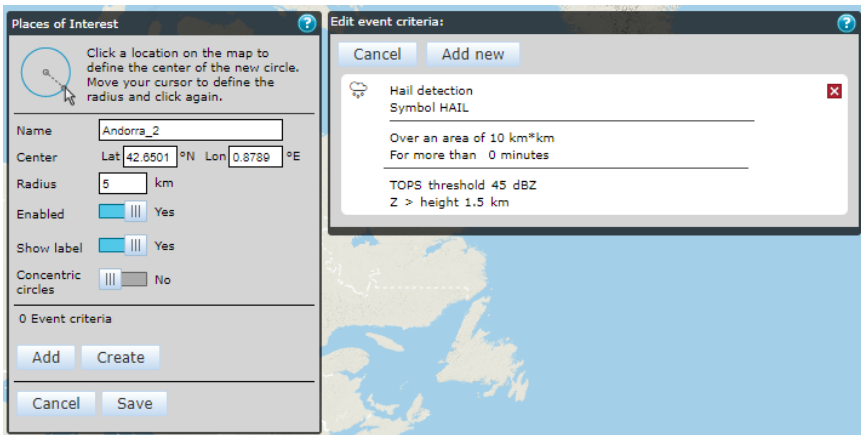 Places of Interest ?
Click a location on the map to
define the center of the new circle.
Move your cursor to define the
radius and click again.
Name Andorra_2
Center Lat 42.6501 °N Lon 0.8789 °E
Radius 5 km
Enabled Yes
Show label Yes
Concentric
circles No
0 Event criteria
Add Create
Cancel Save
Edit event criteria: ?
Cancel Add new
Hail detection
Symbol HAIL
Over an area of 10 km*km
For more than 0 minutes
TOPS threshold 45 dBZ
Z > height 1.5 km